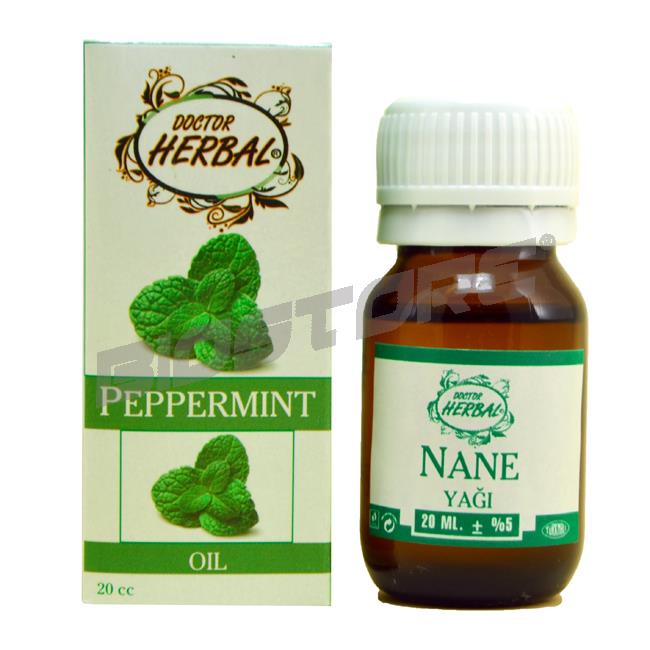 DOCTOR
HERBAL®
PEPPERMINT
OIL
20 cc
DOCTOR
HERBAL®
NANE
YAĞI
20 ML. ± %5